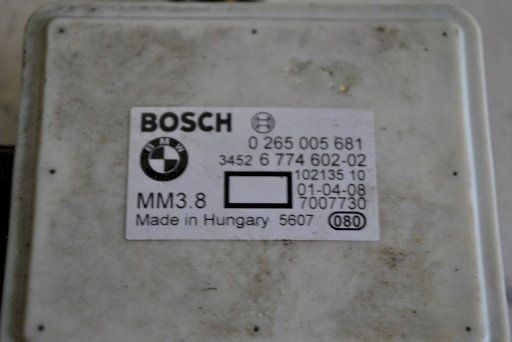 BOSCH
BMW
0 265 005 681
3452 6 774 602-02
102135 10
01-04-08
MM3.8
7007730
Made in Hungary 5607 080